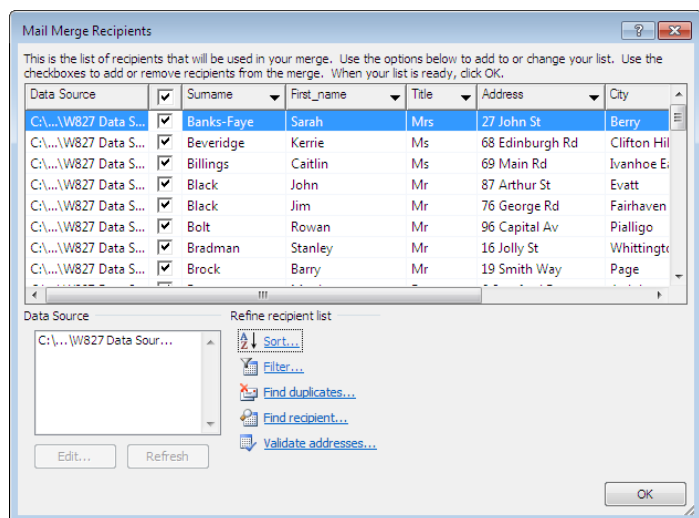 Mail Merge Recipients
This is the list of recipients that will be used in your merge. Use the options below to add to or change your list. Use the
checkboxes to add or remove recipients from the merge. When your list is ready, click OK.
Data Source Surname First_name Title Address City
C:\...\W827 Data S... Banks-Faye Sarah Mrs 27 John St Berry
C:\...\W827 Data S... Beveridge Kerrie Ms 68 Edinburgh Rd Clifton Hil
C:\...\W827 Data S... Billings Caitlin Ms 69 Main Rd Ivanhoe Ea
C:\...\W827 Data S... Black John Mr 87 Arthur St Evatt
C:\...\W827 Data S... Black Jim Mr 76 George Rd Fairhaven
C:\...\W827 Data S... Bolt Rowan Mr 96 Capital Av Pialligo
C:\...\W827 Data S... Bradman Stanley Mr 16 Jolly St Whittingto
C:\...\W827 Data S... Brock Barry Mr 19 Smith Way Page
Data Source
C:\...\W827 Data Sour...
Edit... Refresh
Refine recipient list
Sort...
Filter...
Find duplicates...
Find recipient...
Validate addresses...
OK